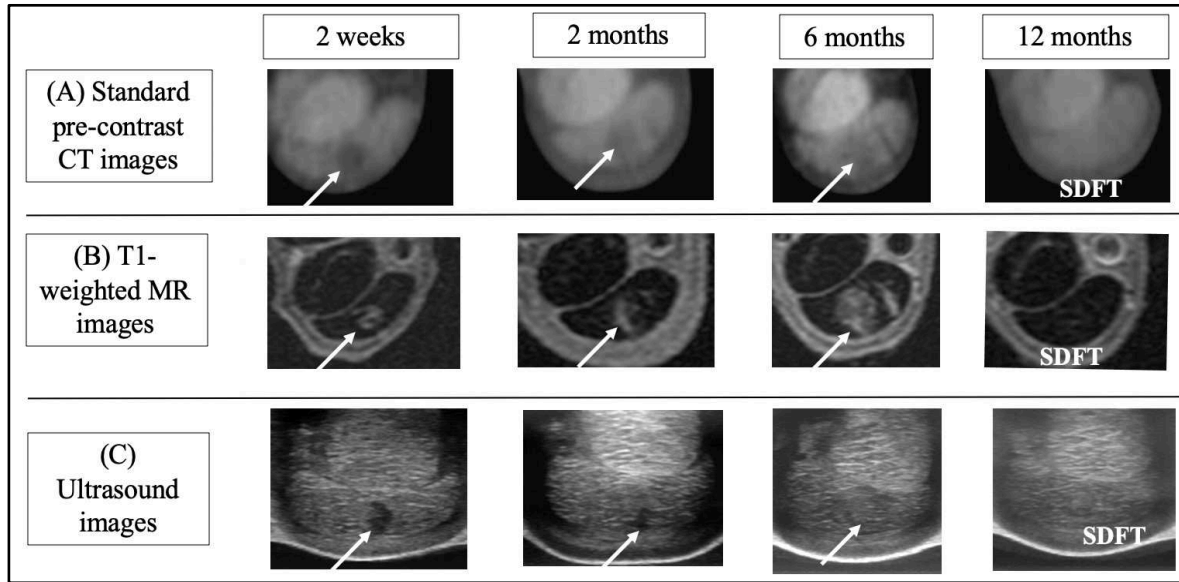 2 weeks
2 months
6 months
12 months
(A) Standard
pre-contrast
CT images
SDFT
(B) T1-
weighted MR
images
SDFT
(C)
Ultrasound
images
SDFT